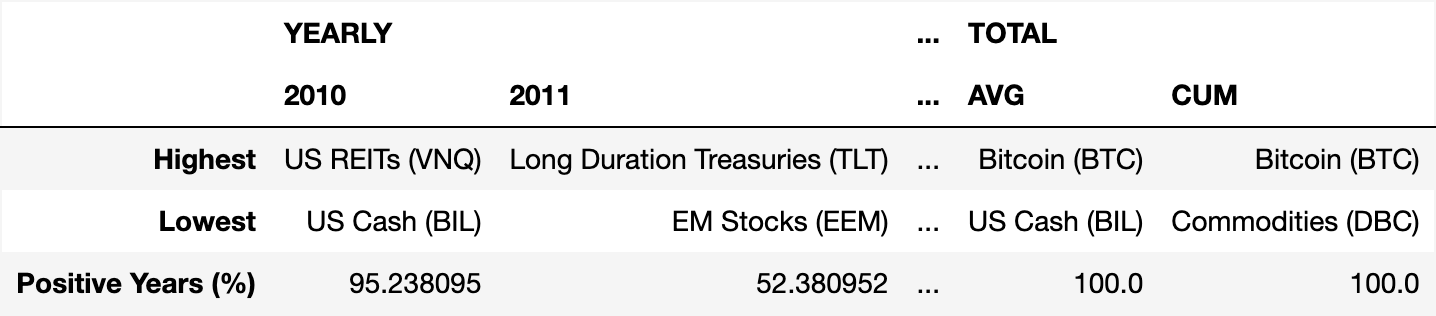 YEARLY ... TOTAL
2010 2011 ... AVG CUM
Highest US REITs (VNQ) Long Duration Treasuries (TLT) ... Bitcoin (BTC) Bitcoin (BTC)
Lowest US Cash (BIL) EM Stocks (EEM) ... US Cash (BIL) Commodities (DBC)
Positive Years (%) 95.238095 52.380952 ... 100.0 100.0